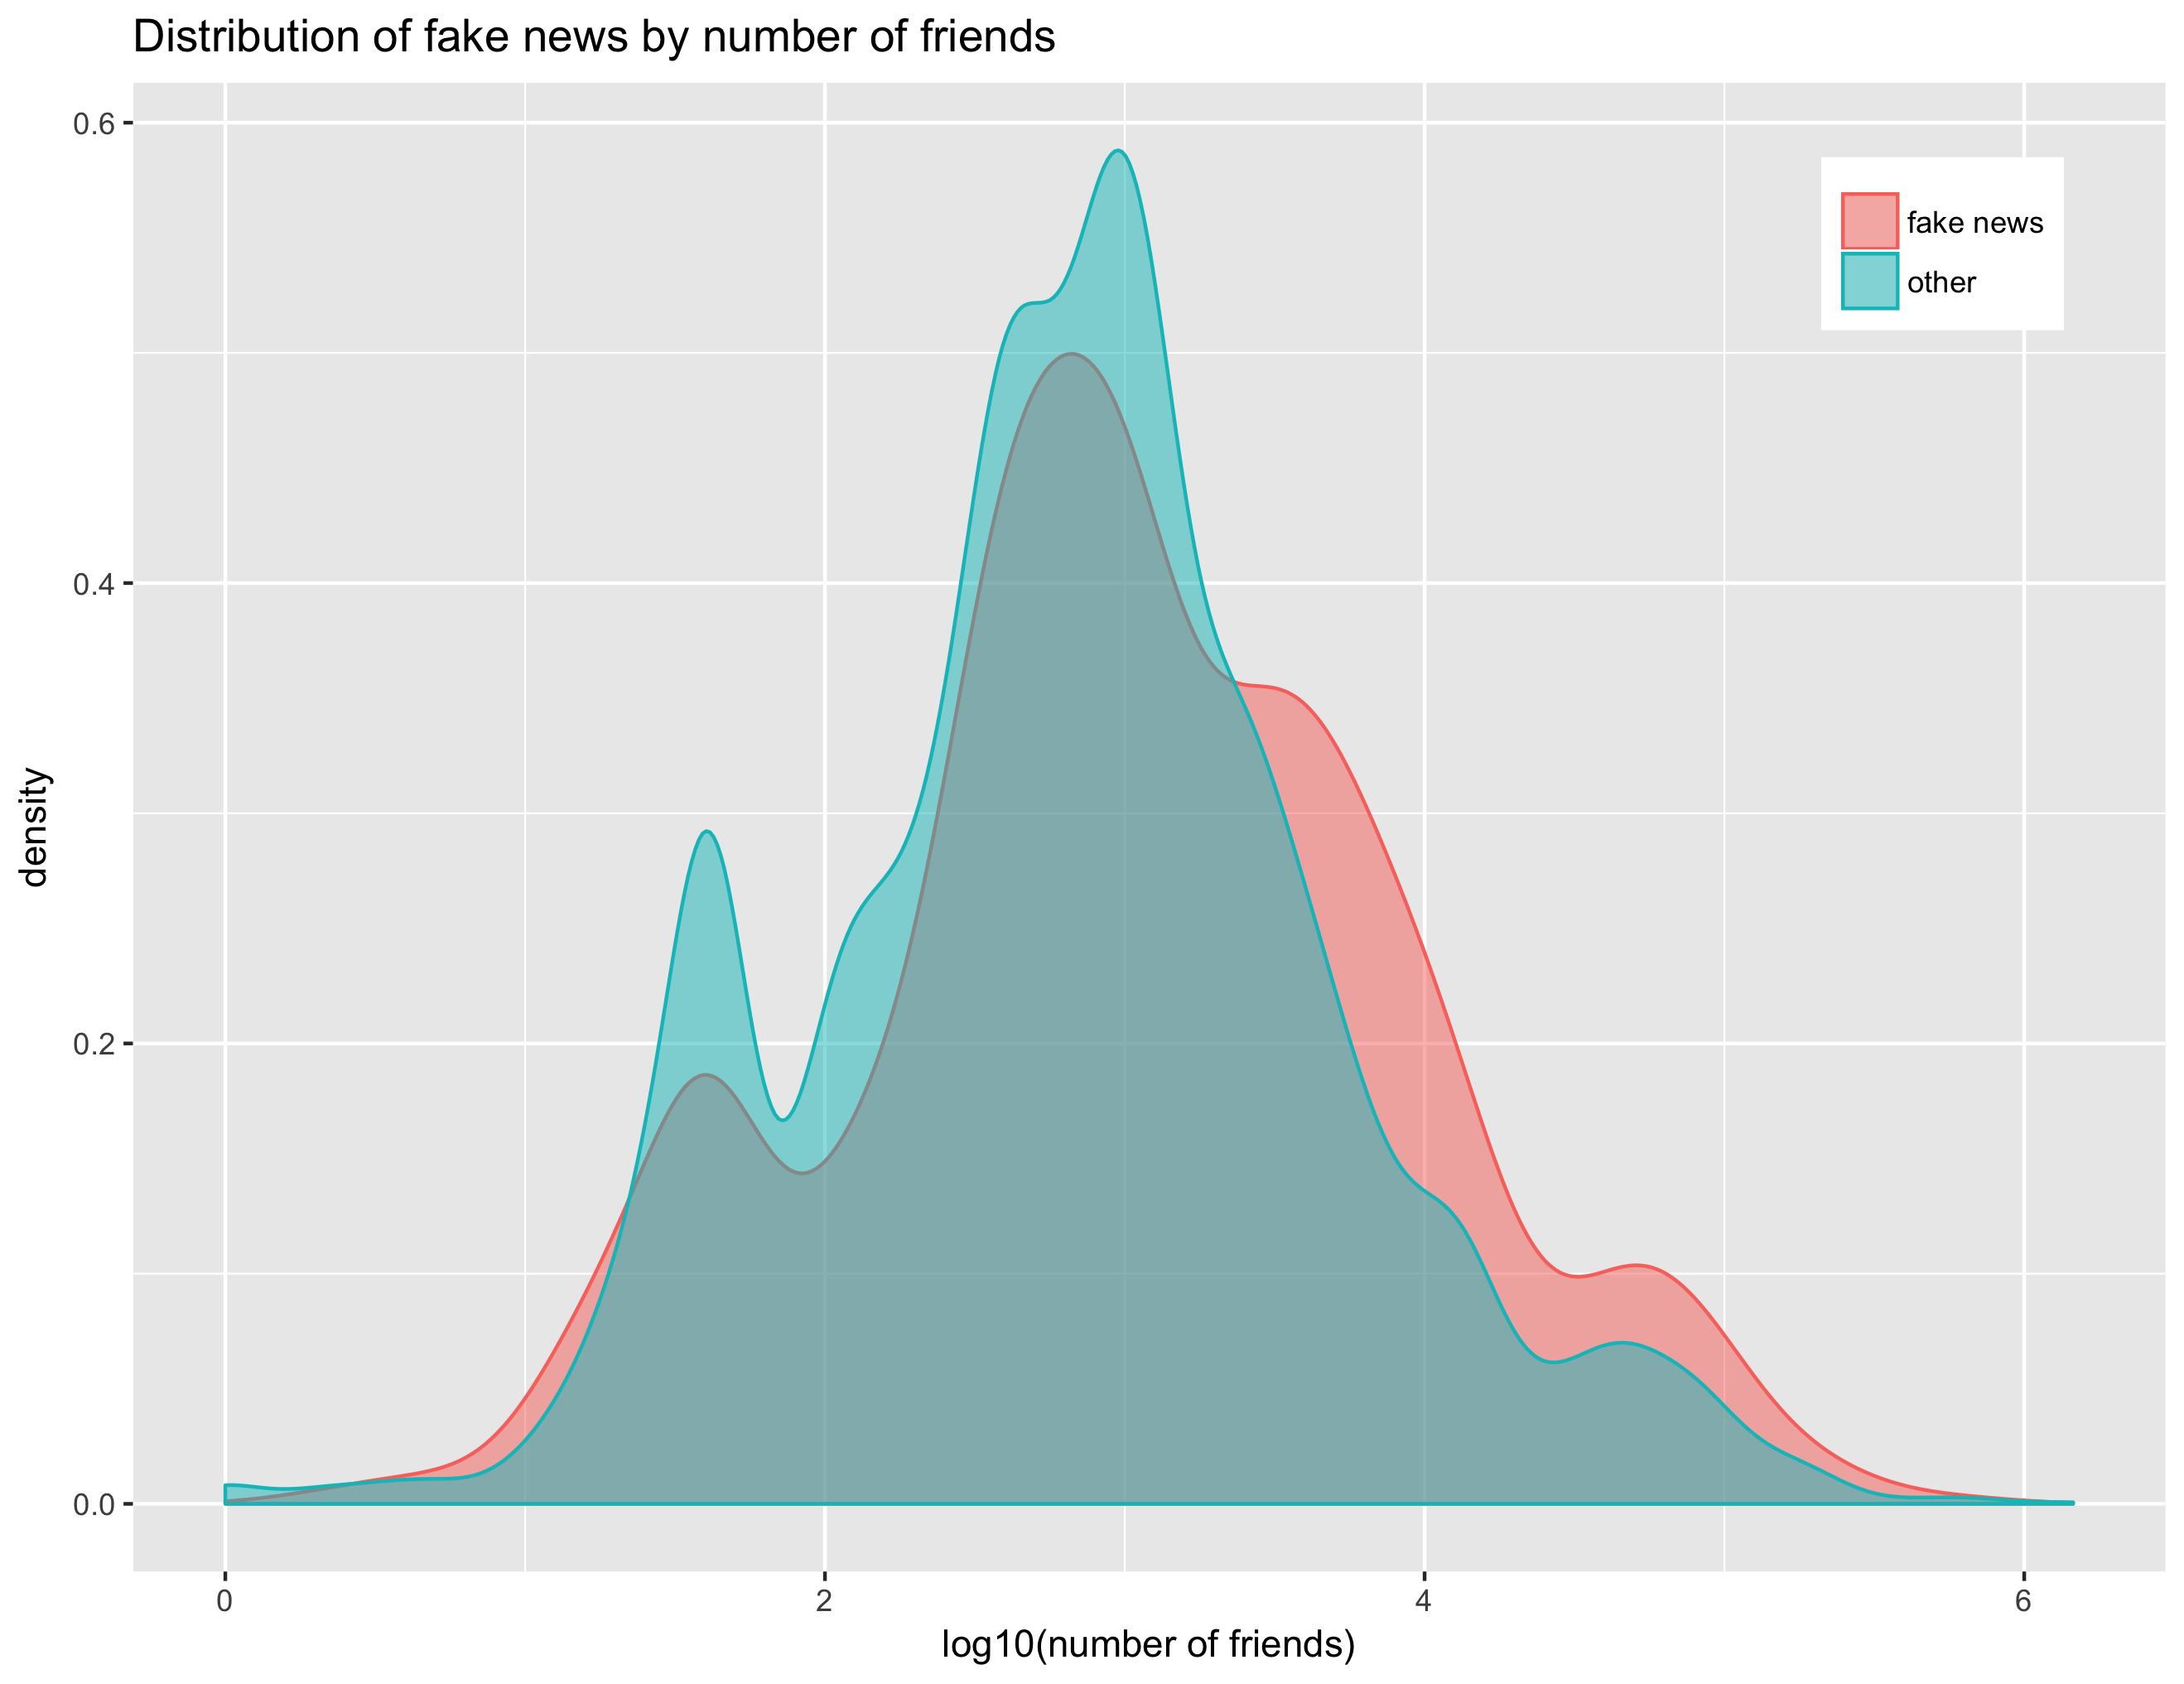 Distribution of fake news by number of friends
0.6
fake news
other
0.4
density
0.2
0.0
0
2
4
6
log10(number of friends)